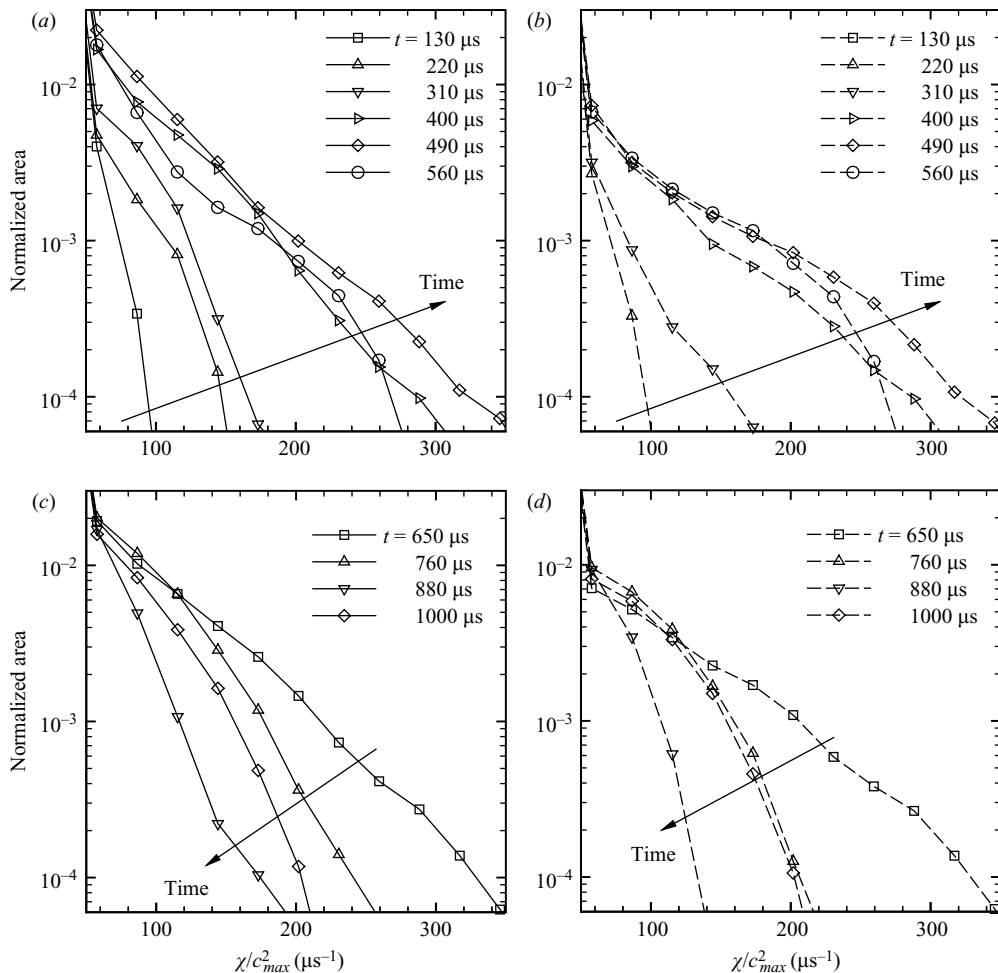 (a)
t = 130 μs
220 μs
310 μs
400 μs
490 μs
560 μs
10⁻²
10⁻³
10⁻⁴
Normalized area
Time
100 200 300
(b)
t = 130 μs
220 μs
310 μs
400 μs
490 μs
560 μs
10⁻²
10⁻³
10⁻⁴
Time
100 200 300
(c)
t = 650 μs
760 μs
880 μs
1000 μs
10⁻²
10⁻³
10⁻⁴
Normalized area
Time
100 200 300
χ/c²max (μs⁻¹)
(d)
t = 650 μs
760 μs
880 μs
1000 μs
10⁻²
10⁻³
10⁻⁴
Time
100 200 300
χ/c²max (μs⁻¹)